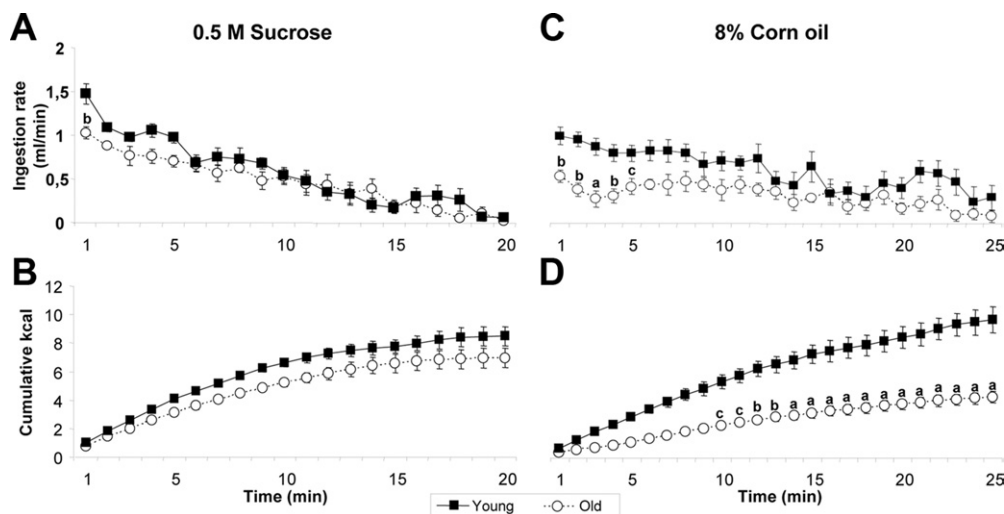 A
0.5 M Sucrose
Ingestion rate
(ml/min)
2
1,5
1
0,5
0
b
1 5 10 15 20
C
8% Corn oil
b
b
a
b
c
1 5 10 15 20 25
B
Cumulative kcal
12
10
8
6
4
2
0
1 5 10 15 20
Time (min)
D
c c b b a a a a a a a a a a a a
1 5 10 15 20 25
Time (min)
Young Old